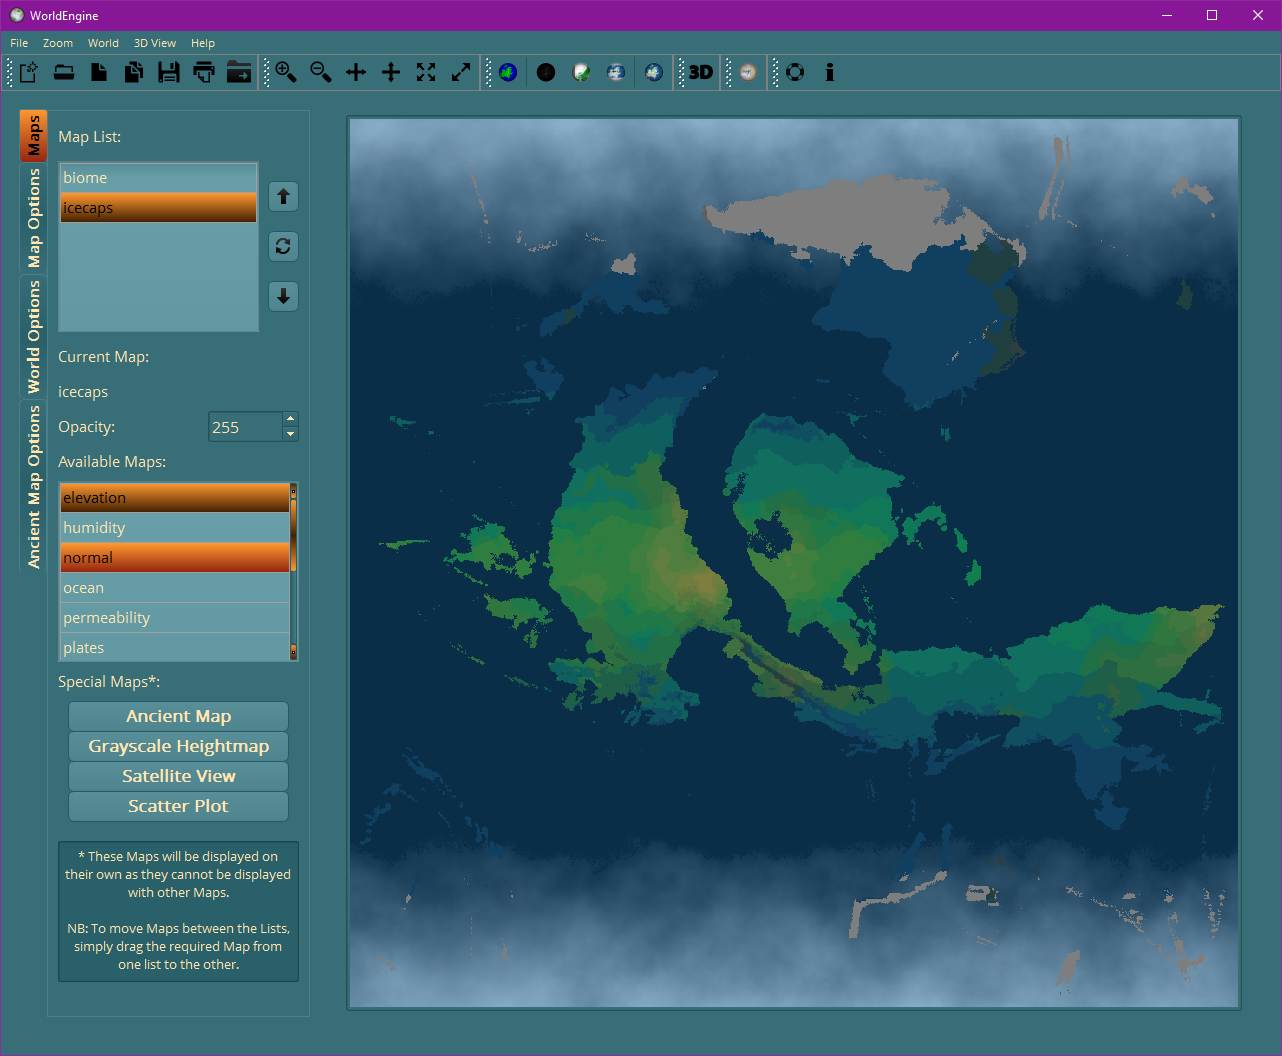 WorldEngine
File Zoom World 3D View Help
3D
Maps
Map Options
World Options
Ancient Map Options
Map List:
biome
icecaps
Current Map:
icecaps
Opacity: 255
Available Maps:
elevation
humidity
normal
ocean
permeability
plates
Special Maps*:
Ancient Map
Grayscale Heightmap
Satellite View
Scatter Plot
* These Maps will be displayed on
their own as they cannot be displayed
with other Maps.
NB: To move Maps between the Lists,
simply drag the required Map from
one list to the other.